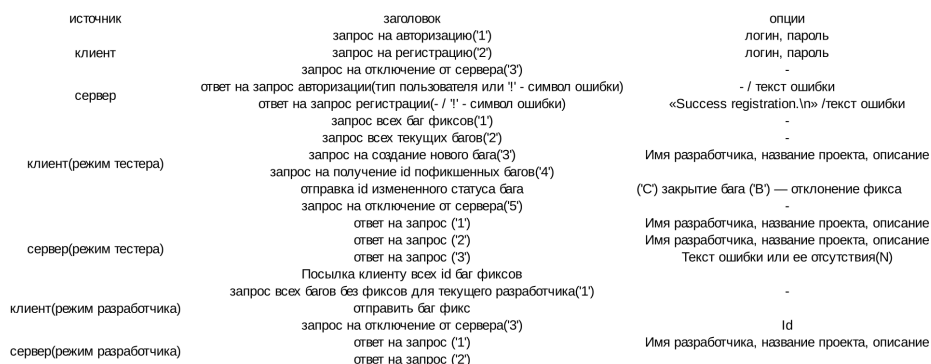 источник заголовок опции
запрос на авторизацию('1') логин, пароль
клиент запрос на регистрацию('2') логин, пароль
запрос на отключение от сервера('3') -
сервер ответ на запрос авторизации(тип пользователя или '!' - символ ошибки) - / текст ошибки
ответ на запрос регистрации(- / '!' - символ ошибки) «Success registration.\n» /текст ошибки
запрос всех баг фиксов('1') -
запрос всех текущих багов('2') -
клиент(режим тестера) запрос на создание нового бага('3') Имя разработчика, название проекта, описание
запрос на получение id пофикшенных багов('4')
отправка id измененного статуса бага ('C') закрытие бага ('B') — отклонение фикса
запрос на отключение от сервера('5') -
ответ на запрос ('1') Имя разработчика, название проекта, описание
сервер(режим тестера) ответ на запрос ('2') Имя разработчика, название проекта, описание
ответ на запрос ('3') Текст ошибки или ее отсутствия(N)
Посылка клиенту всех id баг фиксов
запрос всех багов без фиксов для текущего разработчика('1') -
клиент(режим разработчика) отправить баг фикс
запрос на отключение от сервера('3') Id
сервер(режим разработчика) ответ на запрос ('1') Имя разработчика, название проекта, описание
ответ на запрос ('2')